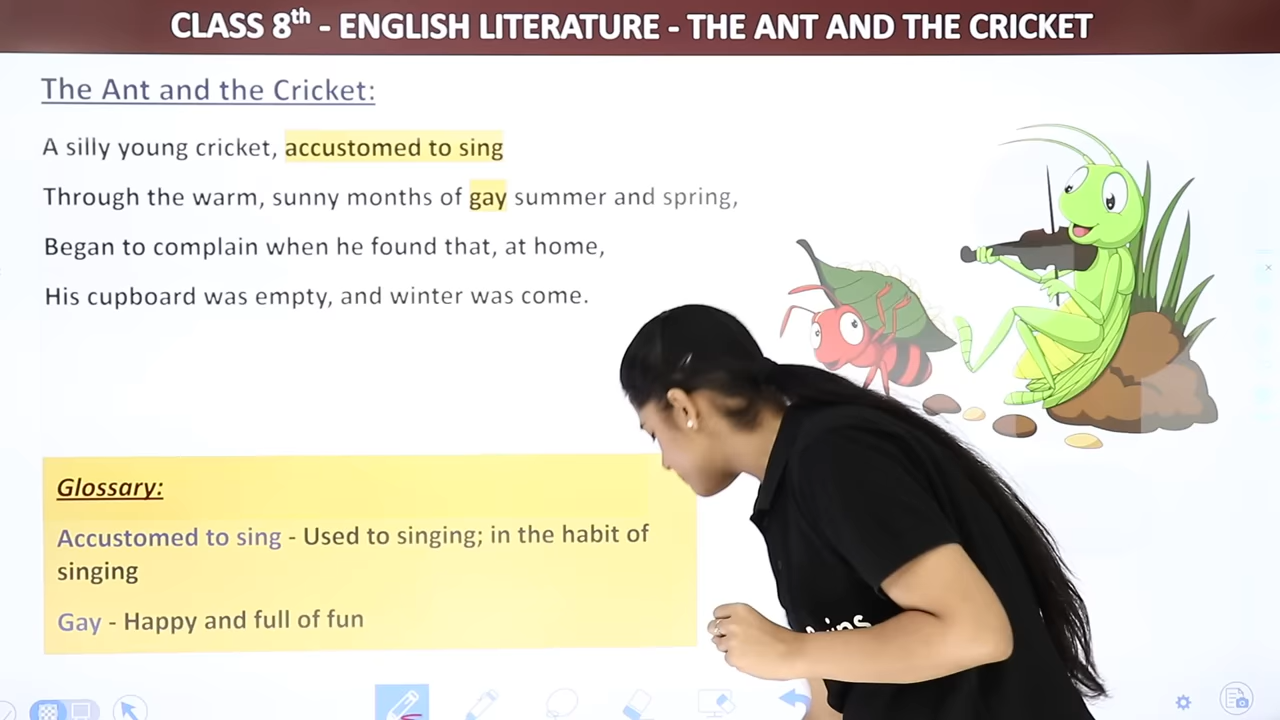 CLASS 8th - ENGLISH LITERATURE - THE ANT AND THE CRICKET
The Ant and the Cricket:
A silly young cricket, accustomed to sing
Through the warm, sunny months of gay summer and spring,
Began to complain when he found that, at home,
His cupboard was empty, and winter was come.
Glossary:
Accustomed to sing - Used to singing; in the habit of
singing
Gay - Happy and full of fun